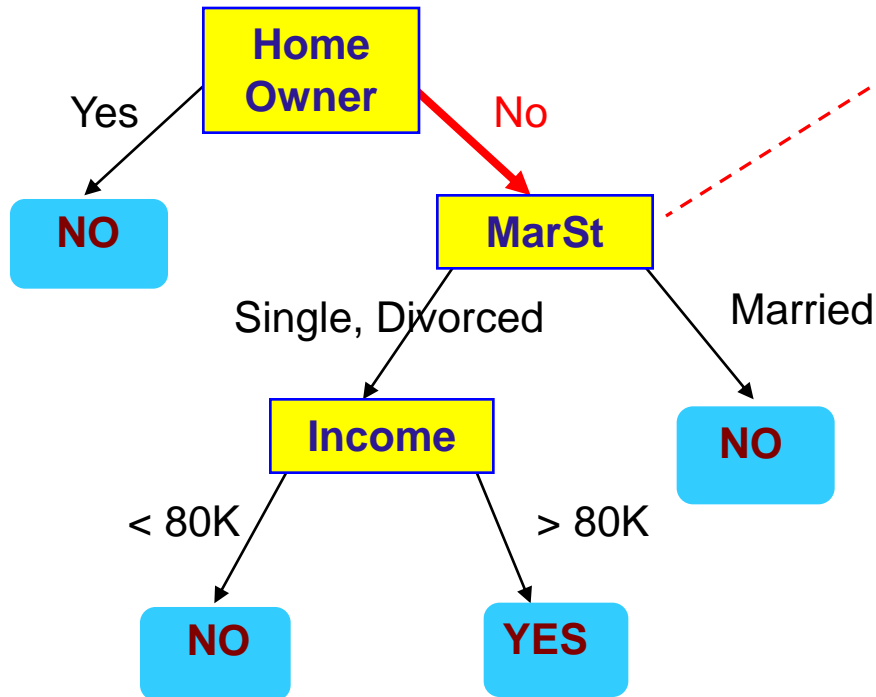 Home
Owner
Yes
No
NO
MarSt
Single, Divorced
Married
Income
NO
< 80K
> 80K
NO
YES